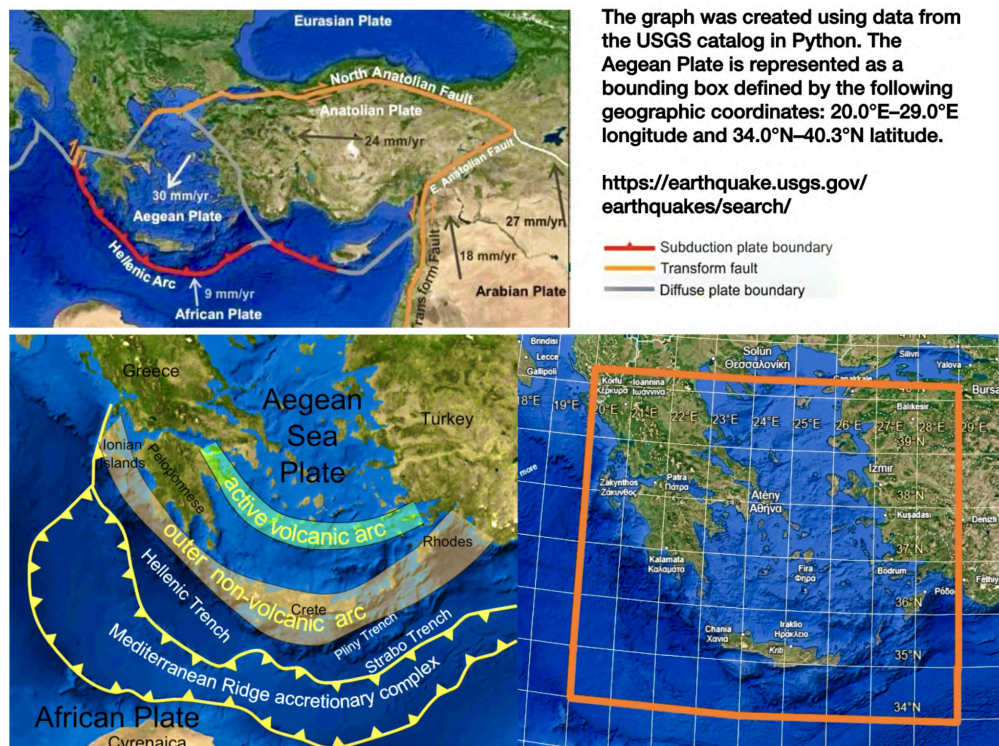 Eurasian Plate
North Anatolian Fault
Anatolian Plate
24 mm/yr
E. Anatolian Fault
30 mm/yr
Aegean Plate
27 mm/yr
18 mm/yr
Hellenic Arc
9 mm/yr
African Plate
Transform Fault
Arabian Plate
The graph was created using data from
the USGS catalog in Python. The
Aegean Plate is represented as a
bounding box defined by the following
geographic coordinates: 20.0°E–29.0°E
longitude and 34.0°N–40.3°N latitude.
https://earthquake.usgs.gov/
earthquakes/search/
Subduction plate boundary
Transform fault
Diffuse plate boundary
Greece
Aegean
Sea
Plate
Turkey
Ionian
Islands
Peloponnese
active volcanic arc
Rhodes
outer non-volcanic arc
Crete
Hellenic Trench
Pliny Trench
Strabo Trench
Mediterranean Ridge accretionary complex
African Plate
Cyrenaica
Brindisi
Lecce
Gallipoli
Solún
Θεσσαλονίκη
Silivri
Yalova
Korfu
Κέρκυρα
Ioannina
Ιωάννινα
Bursa
Balıkesir
18°E
19°E
20°E
21°E
22°E
23°E
24°E
25°E
26°E
27°E
28°E
29°E
39°N
more
Zakynthos
Ζάκυνθος
Patra
Πάτρα
Atény
Αθήνα
Izmir
38°N
Kuşadası
Denizli
37°N
Kalamata
Καλαμάτα
Fira
Φηρά
Bodrum
Fethiy
Ρόδο
36°N
Chania
Χανιά
Iraklio
Ηράκλειο
Kriti
35°N
34°N